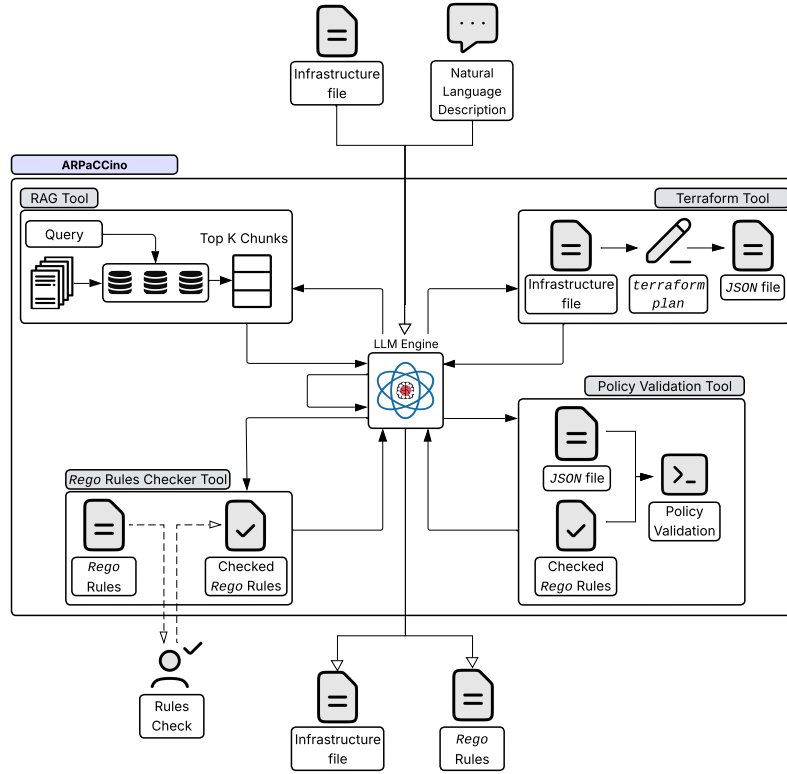 Infrastructure
file
Natural
Language
Description
ARPaCCino
RAG Tool
Query
Top K Chunks
Terraform Tool
Infrastructure
file
terraform
plan
JSON file
LLM Engine
Policy Validation Tool
JSON file
Checked
Rego Rules
Policy
Validation
Rego Rules Checker Tool
Rego
Rules
Checked
Rego Rules
Rules
Check
Infrastructure
file
Rego
Rules